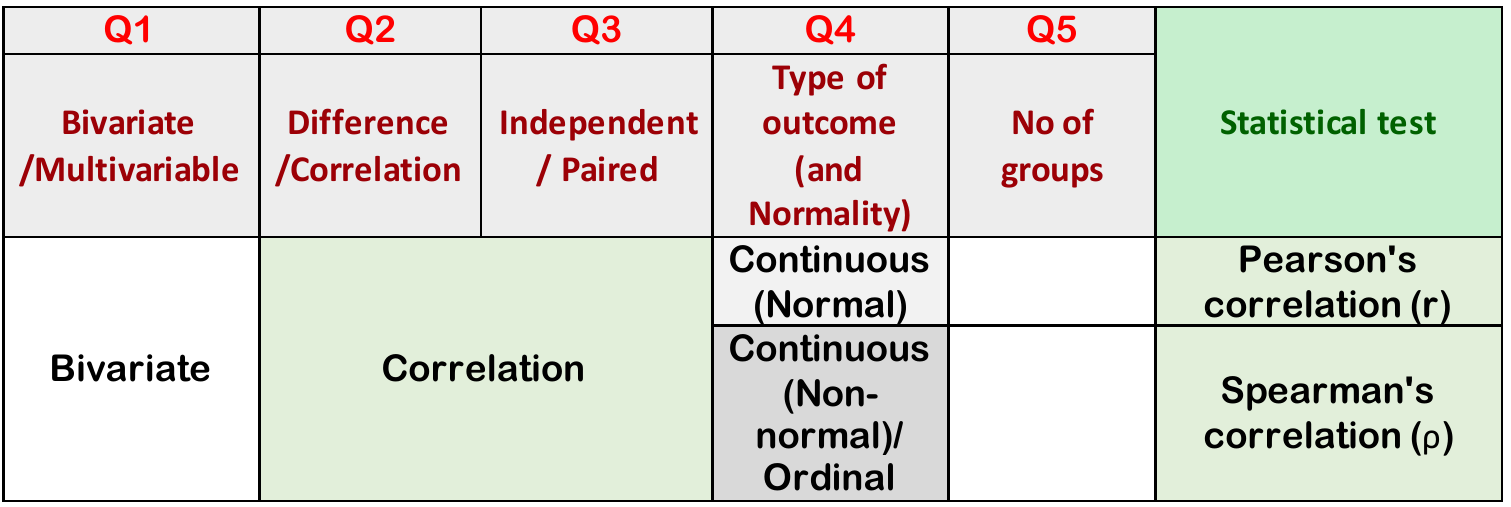 Q1
Q2
Q3
Q4
Q5
Bivariate
/Multivariable
Difference
/Correlation
Independent
/ Paired
Type of
outcome
(and
Normality)
No of
groups
Statistical test
Bivariate
Correlation
Continuous
(Normal)
Pearson's
correlation (r)
Continuous
(Non-
normal)/
Ordinal
Spearman's
correlation (ρ)